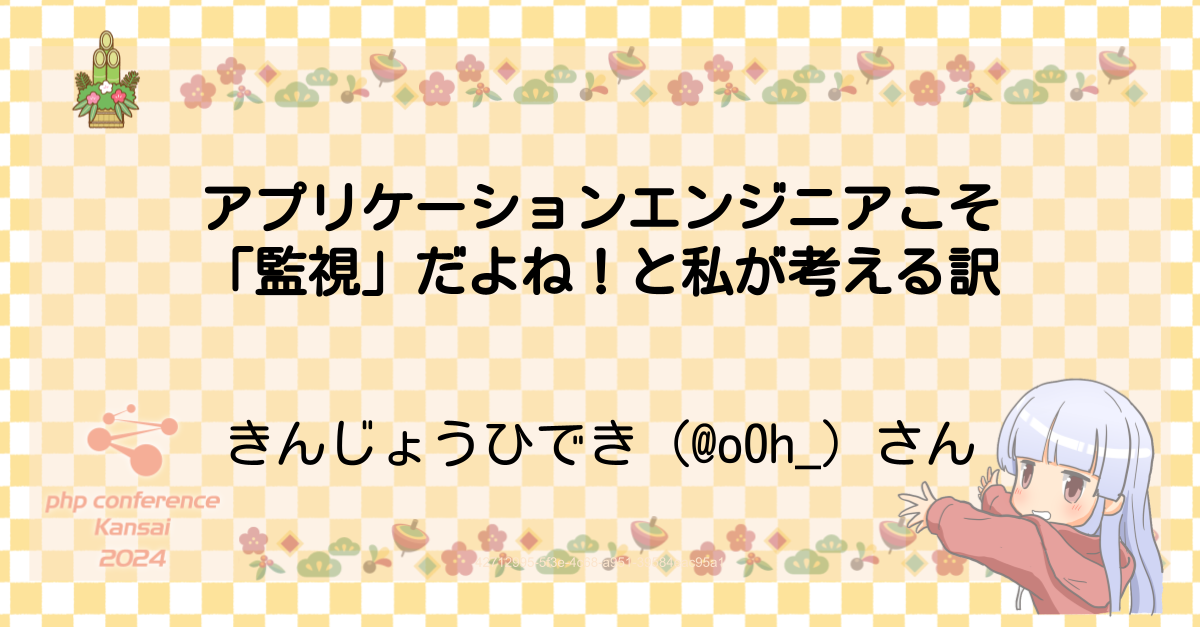 アプリケーションエンジニアこそ
「監視」だよね！と私が考える訳
きんじょうひでき（@o0h_）さん
php conference
Kansai
2024